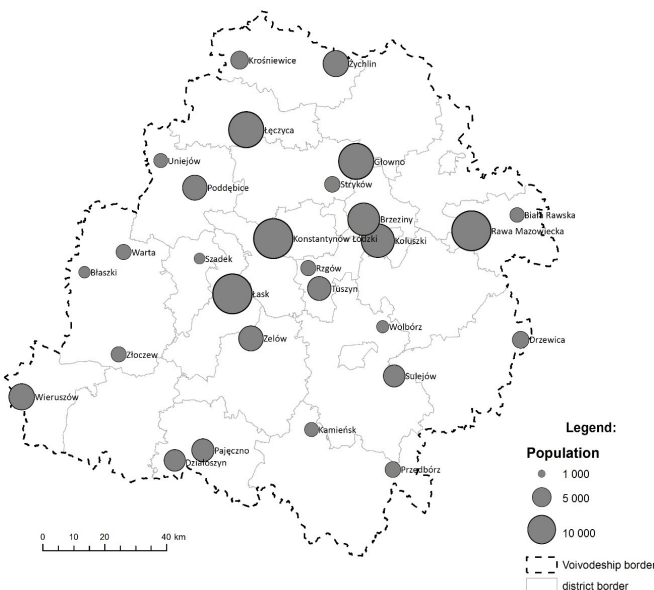 Krośniewice
Żychlin
Łęczyca
Głowno
Uniejów
Poddębice
Stryków
Brzeziny
Biała Rawska
Rawa Mazowiecka
Konstantynów Łódzki
Koluszki
Warta
Szadek
Rzgów
Błaszki
Tuszyn
Łask
Wolbórz
Zelów
Drzewica
Złoczew
Sulejów
Wieruszów
Kamieńsk
Pajęczno
Działoszyn
Przedbórz
Legend:
Population
1 000
5 000
10 000
Voivodeship border
district border
0 10 20 40 km